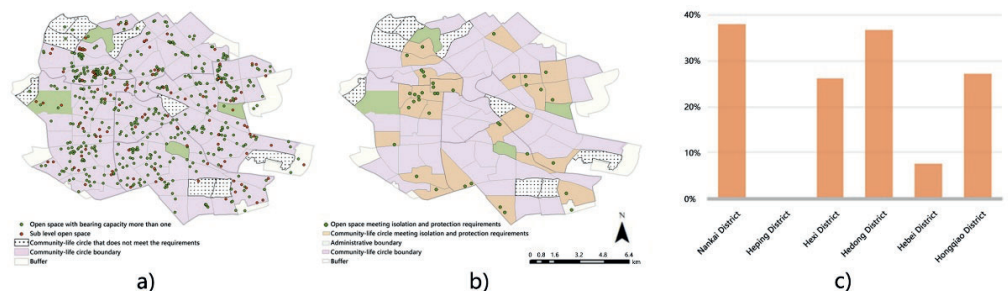 Open space with bearing capacity more than one
Sub level open space
Community-life circle that does not meet the requirements
Community-life circle boundary
Buffer
a)
Open space meeting isolation and protection requirements
Community-life circle meeting isolation and protection requirements
Administrative boundary
Community-life circle boundary
Buffer
N
0 0.8 1.6 3.2 4.8 6.4
km
b)
40%
30%
20%
10%
0%
Nankai District
Heping District
Hexi District
Hedong District
Hebei District
Hongqiao District
c)